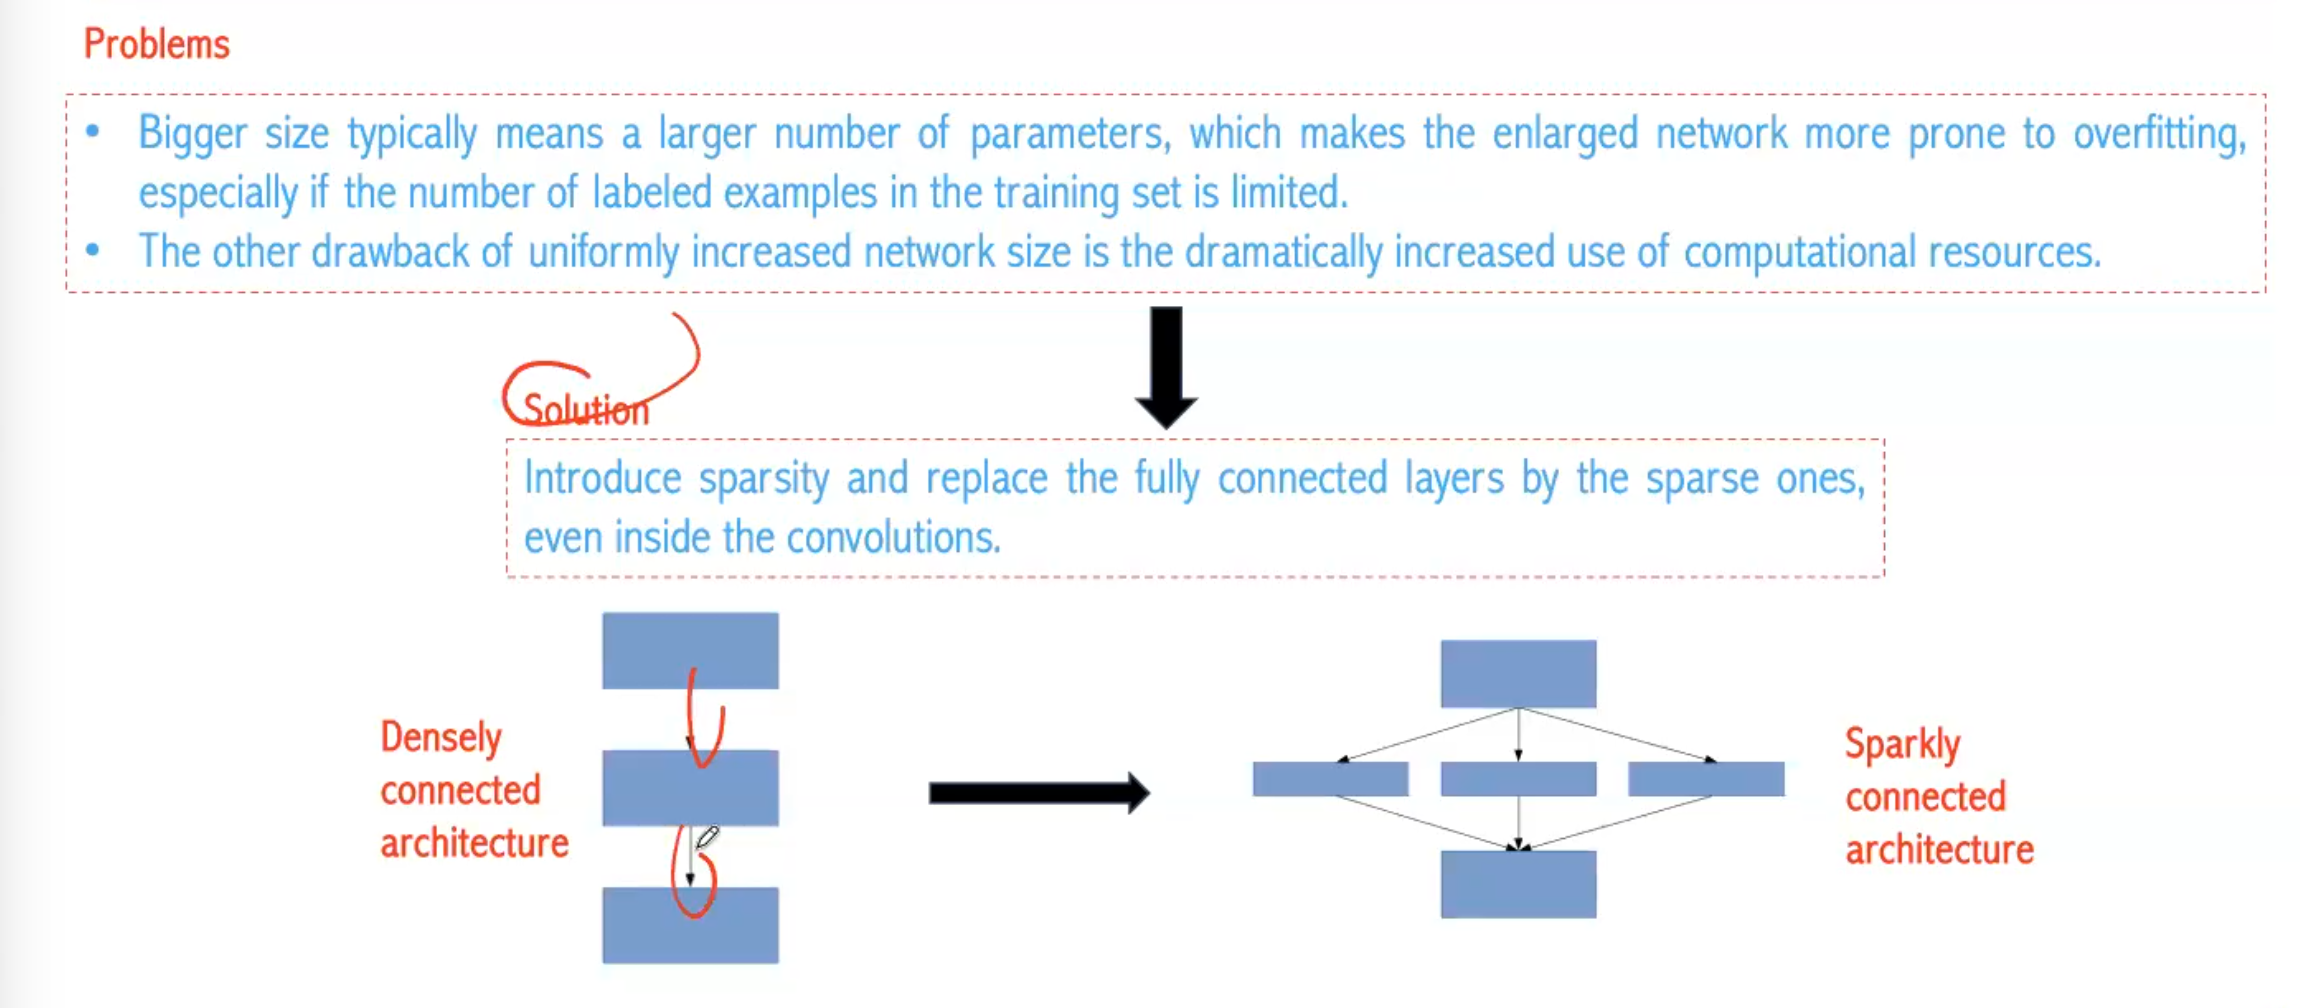 Problems
• Bigger size typically means a larger number of parameters, which makes the enlarged network more prone to overfitting,
especially if the number of labeled examples in the training set is limited.
• The other drawback of uniformly increased network size is the dramatically increased use of computational resources.
Solution
Introduce sparsity and replace the fully connected layers by the sparse ones,
even inside the convolutions.
Densely
connected
architecture
Sparkly
connected
architecture